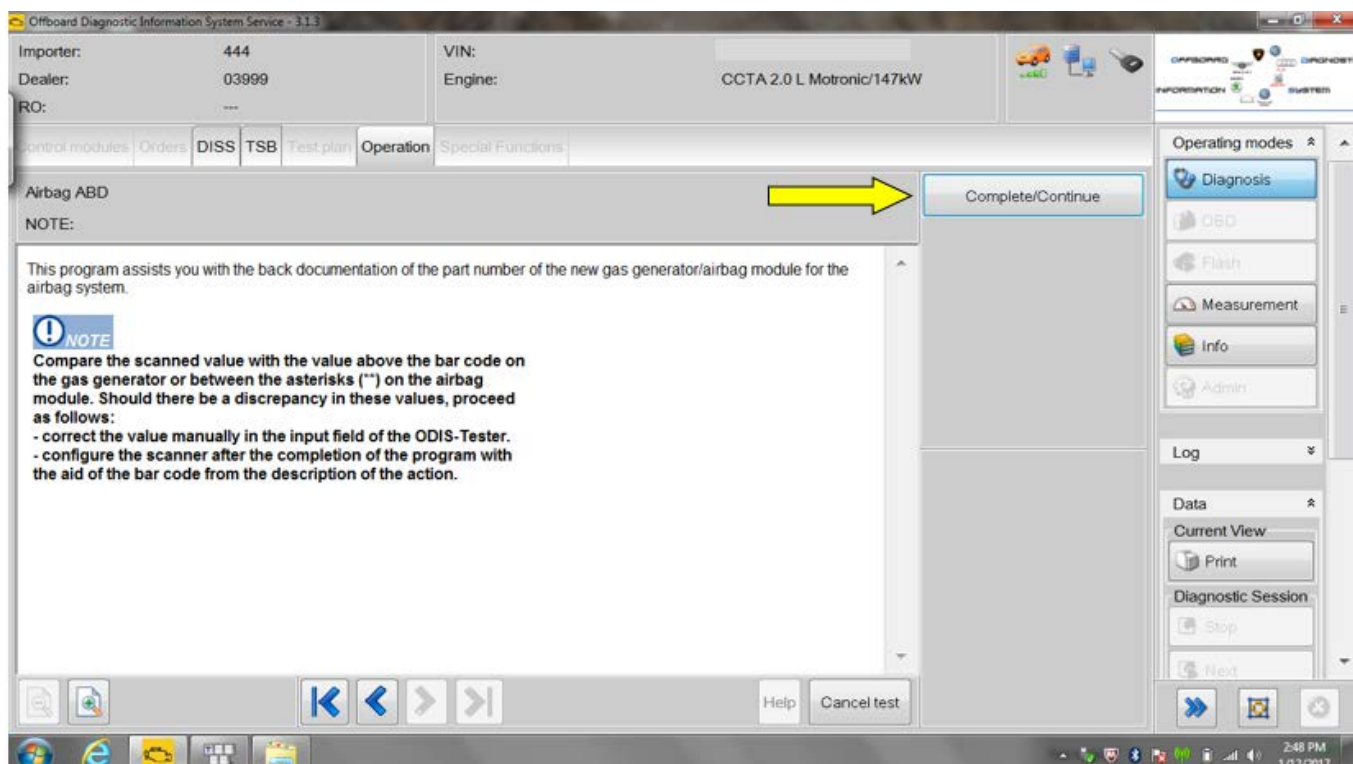 Offboard Diagnostic Information System Service - 3.1.3
Importer: 444
Dealer: 03999
RO: ---
VIN:
Engine: CCTA 2.0 L Motronic/147kW
OFFBOARD DIAGNOST
INFORMATION SYSTEM
Control modules Orders DISS TSB Test plan Operation Special Functions
Airbag ABD
NOTE:
Complete/Continue
This program assists you with the back documentation of the part number of the new gas generator/airbag module for the
airbag system.
NOTE
Compare the scanned value with the value above the bar code on
the gas generator or between the asterisks (**) on the airbag
module. Should there be a discrepancy in these values, proceed
as follows:
- correct the value manually in the input field of the ODIS-Tester.
- configure the scanner after the completion of the program with
the aid of the bar code from the description of the action.
Help
Cancel test
Operating modes
Diagnosis
OBD
Flash
Measurement
Info
Admin
Log
Data
Current View
Print
Diagnostic Session
Stop
Next
2:48 PM
1/12/2017